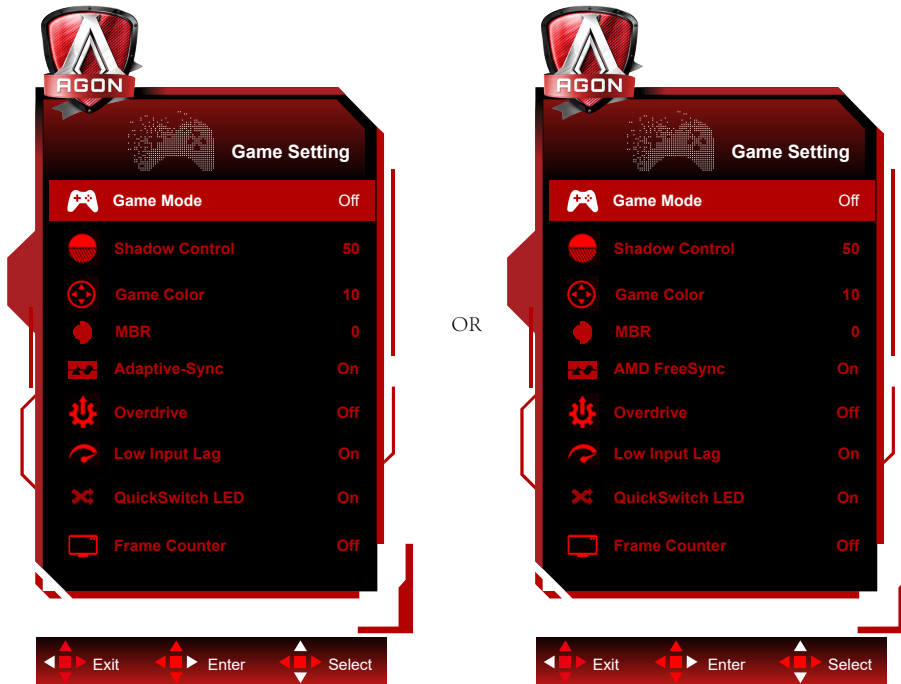 AGON
Game Setting
Game Mode Off
Shadow Control 50
Game Color 10
MBR 0
Adaptive-Sync On
Overdrive Off
Low Input Lag On
QuickSwitch LED On
Frame Counter Off
Exit Enter Select
OR
AGON
Game Setting
Game Mode Off
Shadow Control 50
Game Color 10
MBR 0
AMD FreeSync On
Overdrive Off
Low Input Lag On
QuickSwitch LED On
Frame Counter Off
Exit Enter Select